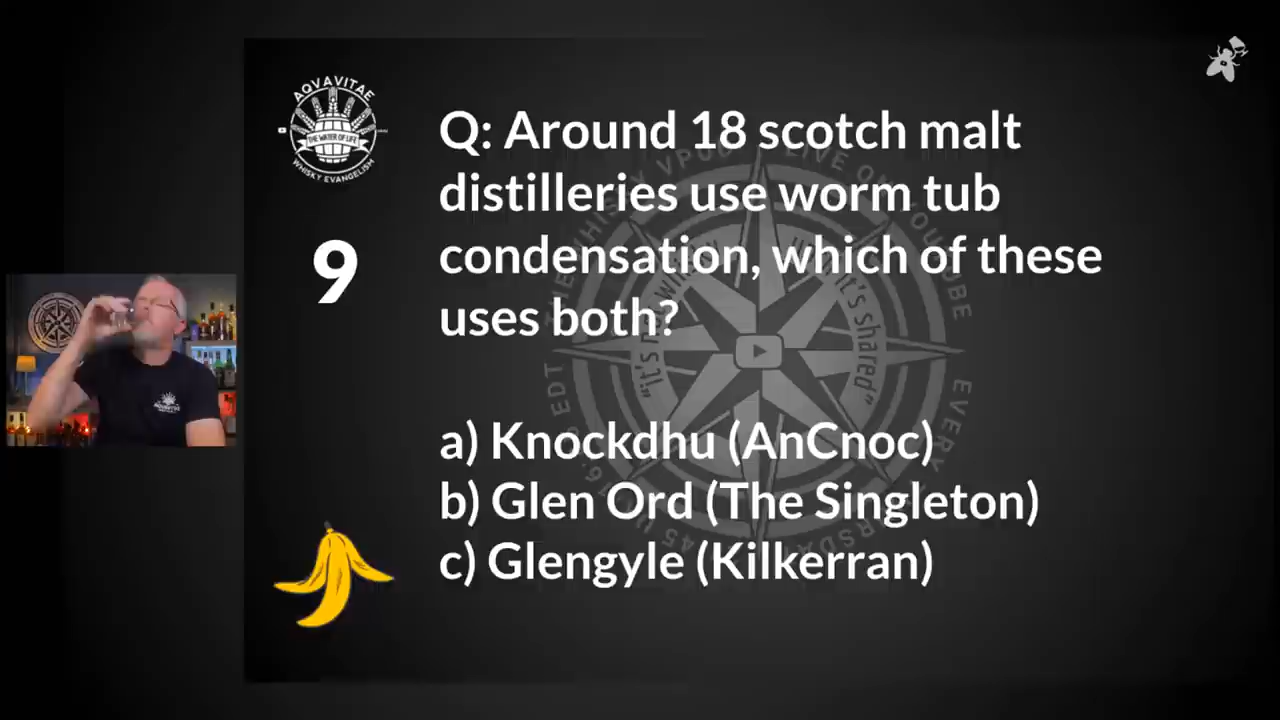 AQVAVITAE
THE WATER OF LIFE
WHISKY EVANGELISM
9
Q: Around 18 scotch malt
distilleries use worm tub
condensation, which of these
uses both?
a) Knockdhu (AnCnoc)
b) Glen Ord (The Singleton)
c) Glengyle (Kilkerran)